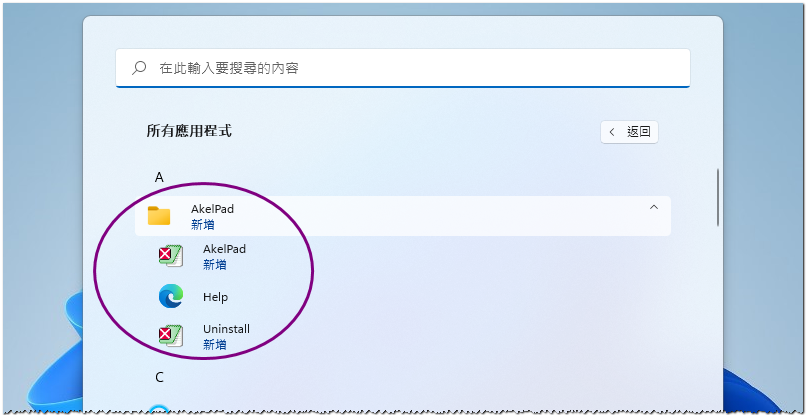 在此輸入要搜尋的內容
所有應用程式
返回
A
AkelPad
新增
AkelPad
新增
Help
Uninstall
新增
C